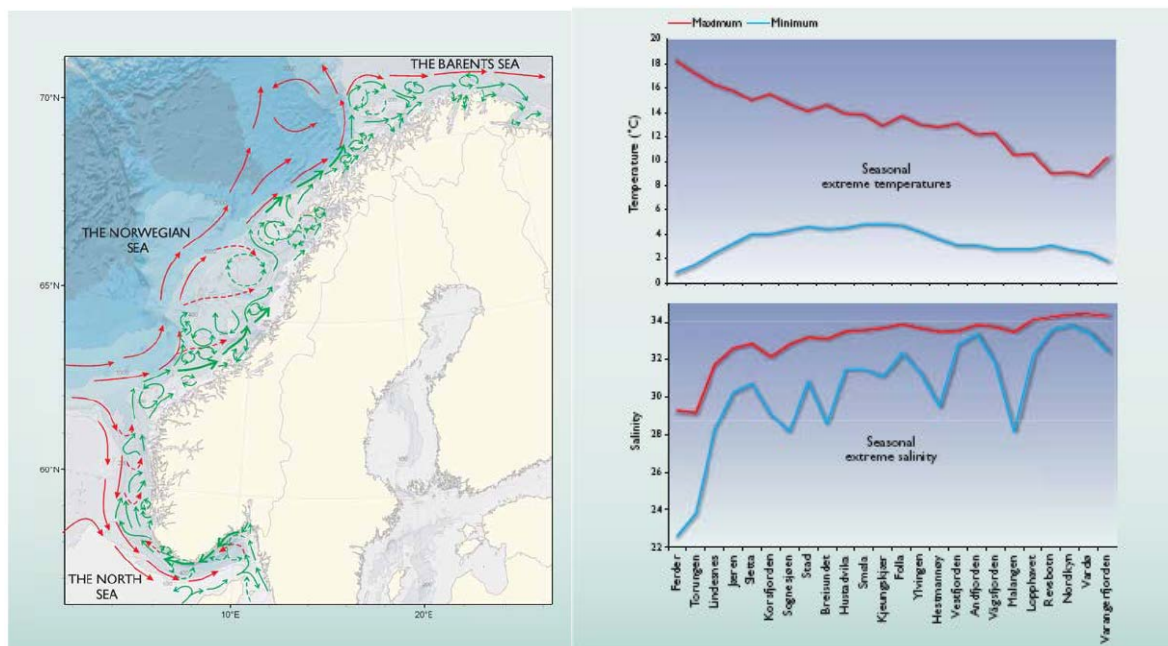 THE BARENTS SEA
70°N
THE NORWEGIAN
SEA
65°N
60°N
THE NORTH
SEA
10°E
20°E
Maximum
Minimum
20
18
16
14
12
10
8
6
4
2
0
Temperature (°C)
Seasonal
extreme temperatures
34
32
30
28
26
24
22
Salinity
Seasonal
extreme salinity
Ferder
Torungen
Lindesnes
Jæren
Sletta
Korsfjorden
Sognesjøen
Stad
Breisundet
Hustadvika
Smøla
Kjeungskjær
Folla
Ylvingen
Hestmannøy
Vestfjorden
Andfjorden
Vågsfjorden
Malangen
Lopphavet
Revsbotn
Nordkyn
Vardø
Varangerfjorden